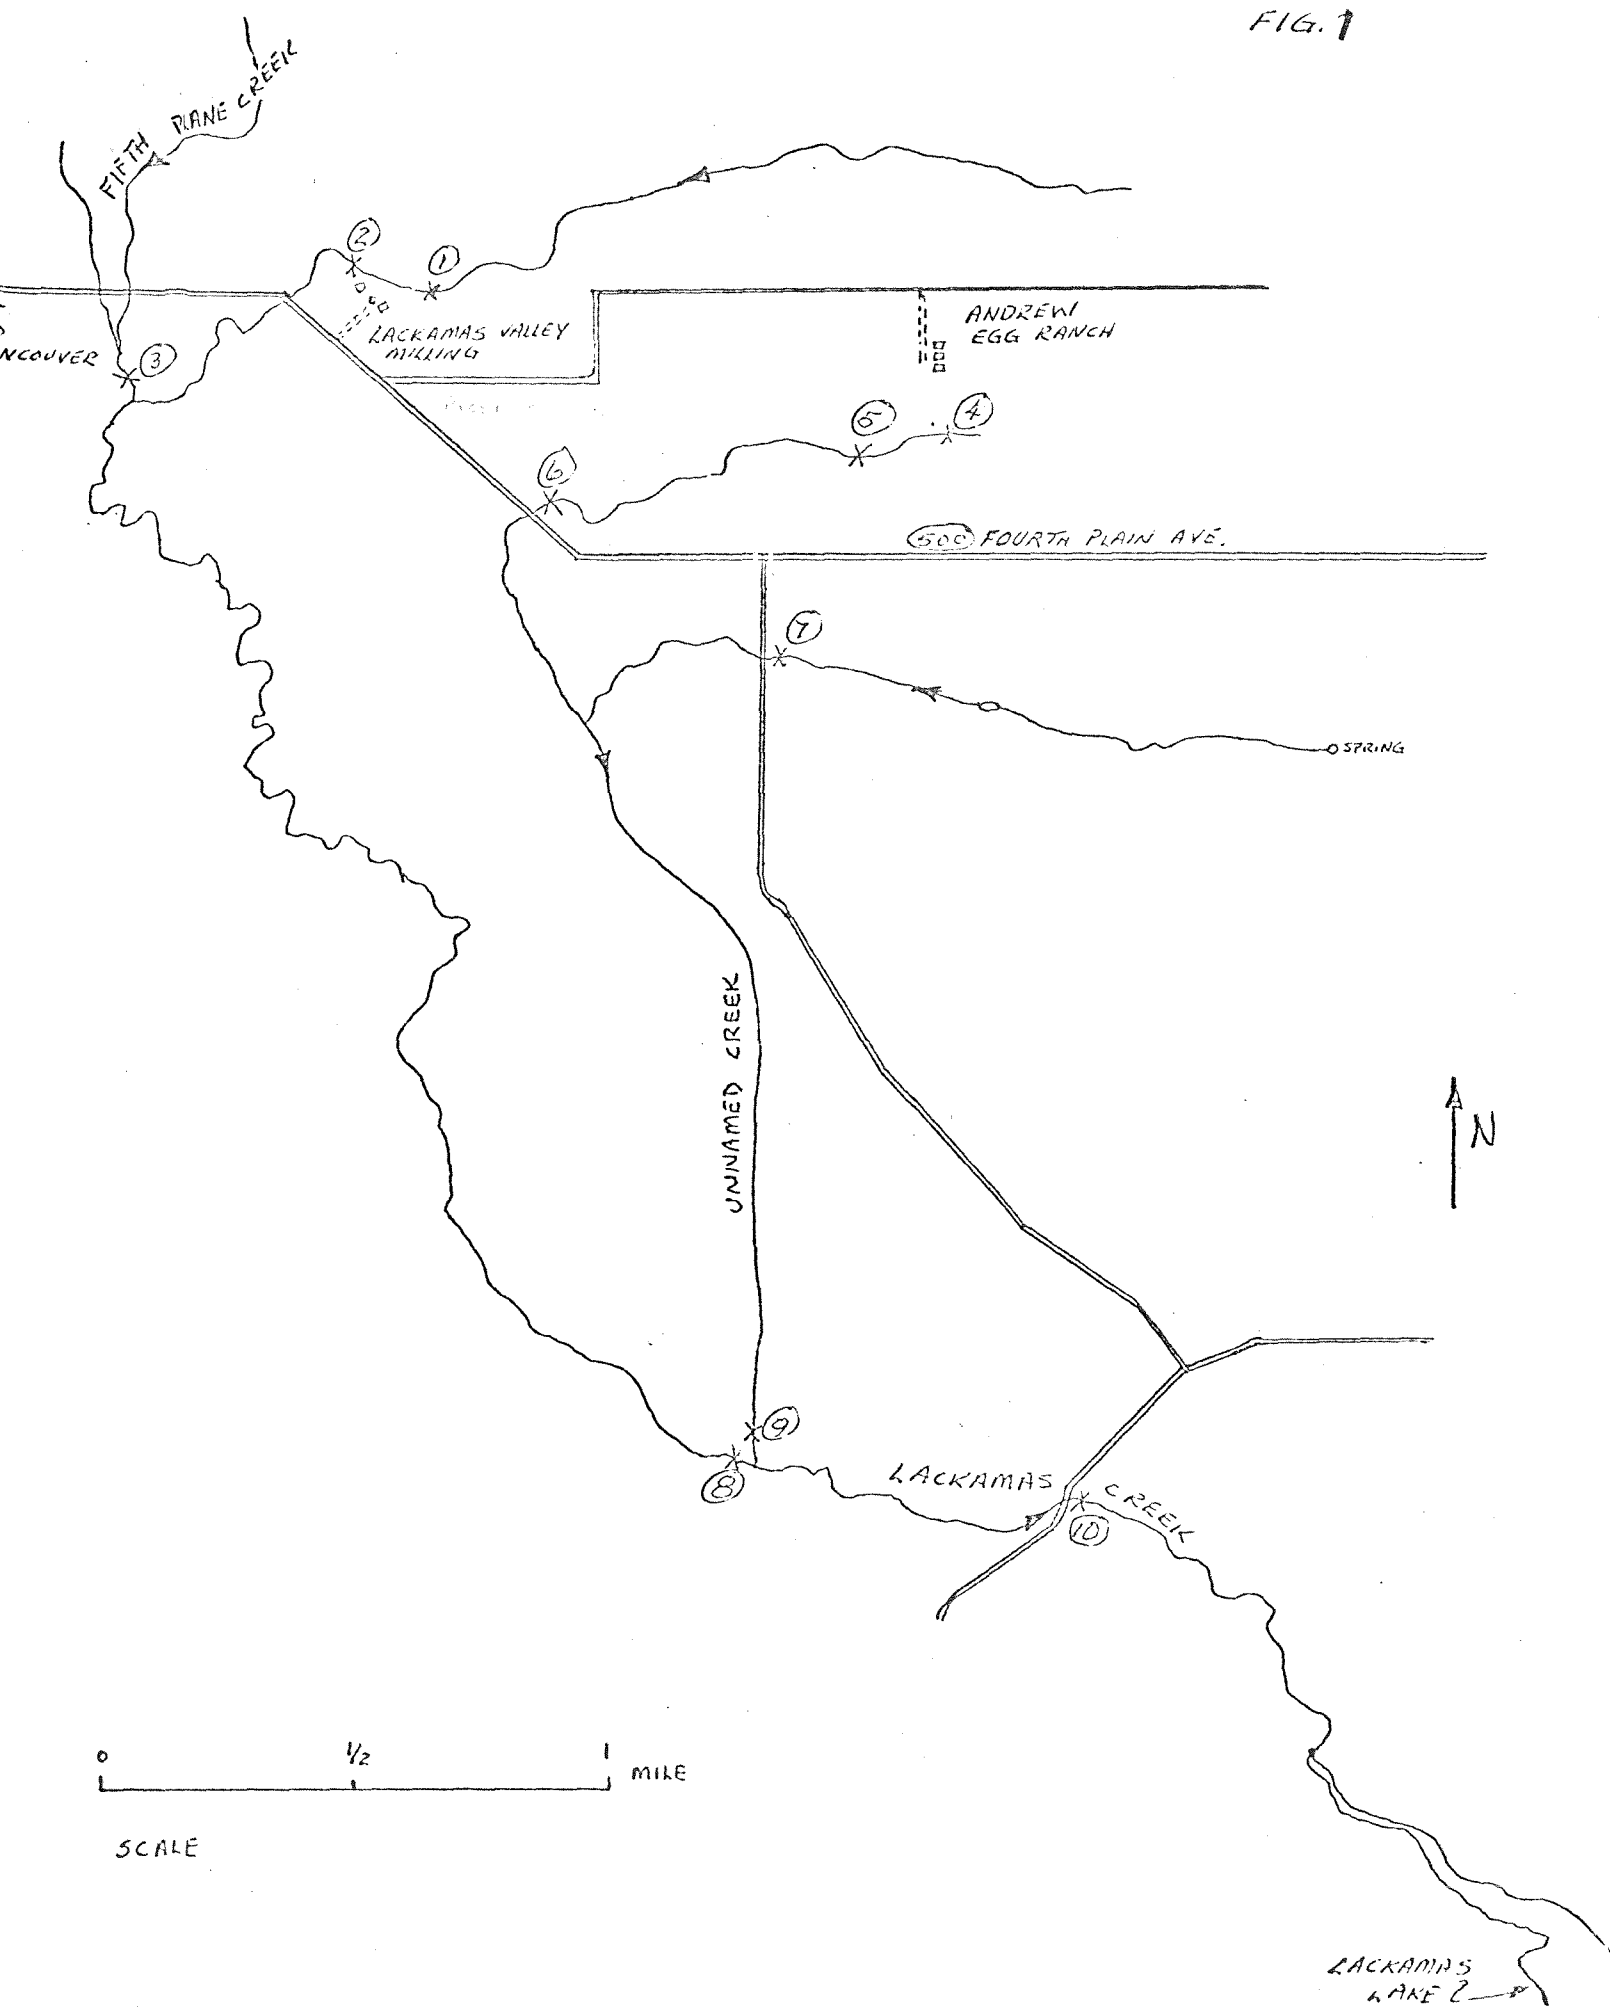 FIG. 1
FIFTH PLANE CREEK
2
1
ANDREW
EGG RANCH
LACKAMAS VALLEY
MILLING
NCOUVER
3
4
5
6
500 FOURTH PLAIN AVE.
7
SPRING
UNNAMED CREEK
N
9
8
LACKAMAS CREEK
10
0 1/2 1 MILE
SCALE
LACKAMAS
LAKE